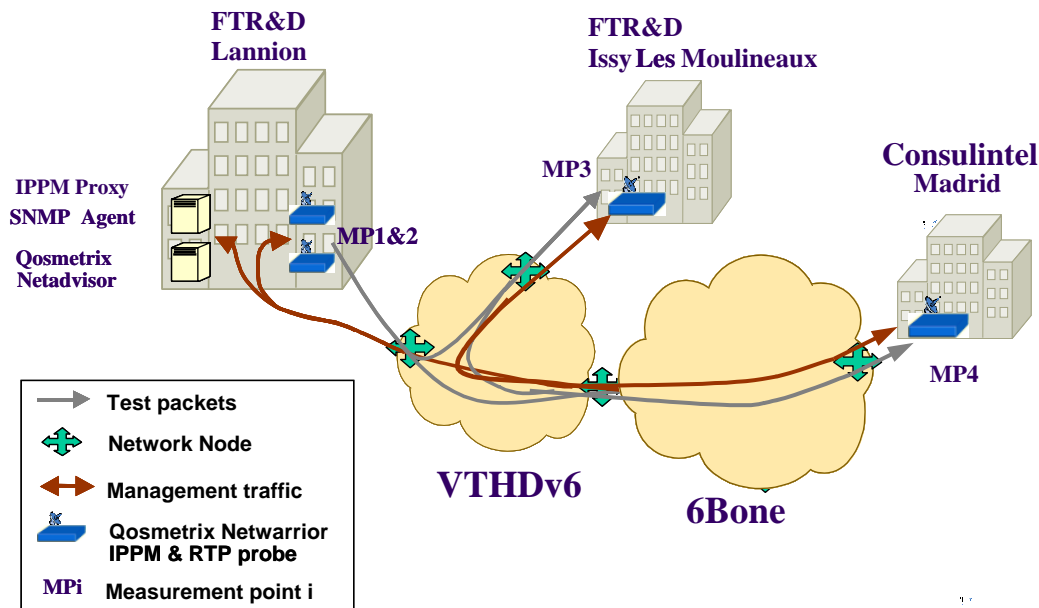 FTR&D
Lannion
FTR&D
Issy Les Moulineaux
Consulintel
Madrid
IPPM Proxy
SNMP Agent
Qosmetrix
Netadvisor
MP1&2
MP3
MP4
VTHDv6
6Bone
Test packets
Network Node
Management traffic
Qosmetrix Netwarrior
IPPM & RTP probe
MPi Measurement point i